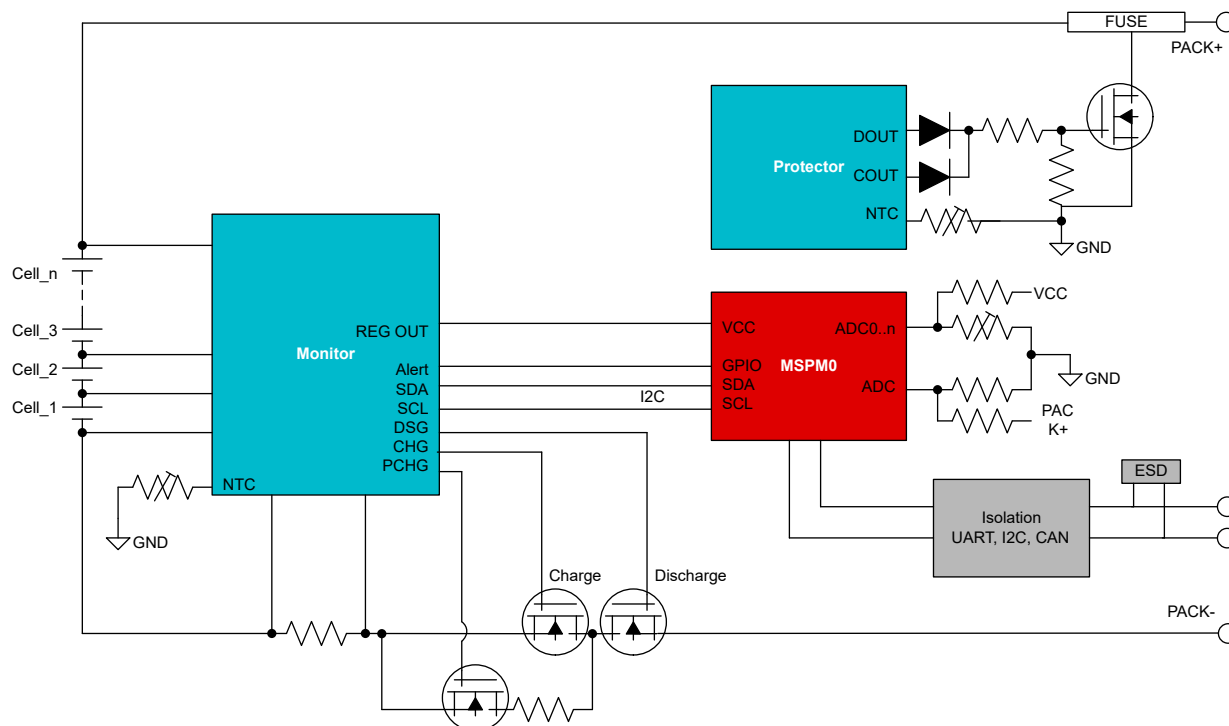 FUSE
PACK+
DOUT
Protector
COUT
NTC
GND
Cell_n
Cell_3
Cell_2
Cell_1
REG OUT
Monitor
Alert
SDA
SCL
DSG
CHG
PCHG
NTC
GND
I2C
VCC
ADC0..n
GPIO
MSPM0
SDA
ADC
SCL
VCC
GND
PAC
K+
ESD
Isolation
UART, I2C, CAN
Charge
Discharge
PACK-